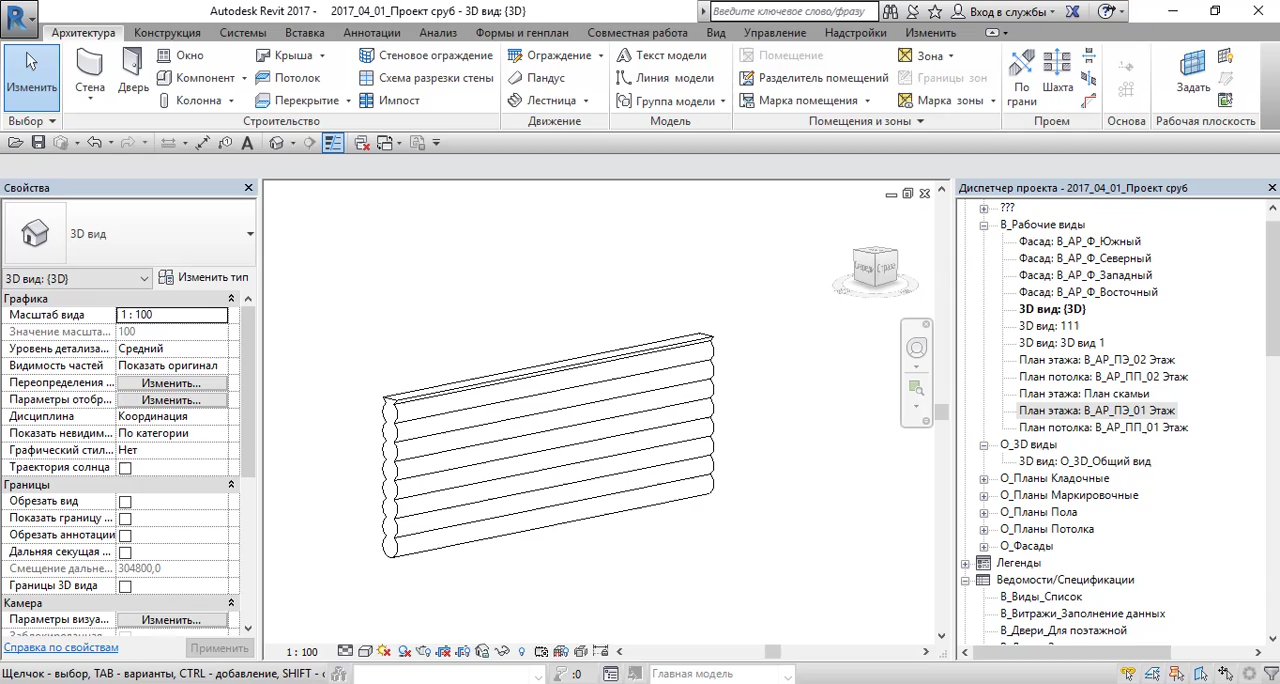 Autodesk Revit 2017 - 2017_04_01_Проект сруб - 3D вид: {3D}
Введите ключевое слово/фразу
Вход в службы
Архитектура Конструкция Системы Вставка Аннотации Анализ Формы и генплан Совместная работа Вид Управление Надстройки Изменить
Изменить
Выбор
Стена
Дверь
Окно
Компонент
Колонна
Крыша
Потолок
Перекрытие
Стеновое ограждение
Схема разрезки стены
Импост
Строительство
Ограждение
Пандус
Лестница
Движение
Текст модели
Линия модели
Группа модели
Модель
Помещение
Разделитель помещений
Марка помещения
Зона
Границы зон
Марка зоны
Помещения и зоны
По грани
Шахта
Проем
Основа
Задать
Рабочая плоскость
Свойства
3D вид
3D вид: {3D}
Изменить тип
Графика
Масштаб вида 1 : 100
Значение масшта... 100
Уровень детализа... Средний
Видимость частей Показать оригинал
Переопределения ... Изменить...
Параметры отобр... Изменить...
Дисциплина Координация
Показать невидим... По категории
Графический стил... Нет
Траектория солнца
Границы
Обрезать вид
Показать границу ...
Обрезать аннотации
Дальняя секущая ...
Смещение дальне... 304800,0
Границы 3D вида
Камера
Параметры визуа... Изменить...
Справка по свойствам
Применить
1 : 100
Диспетчер проекта - 2017_04_01_Проект сруб
???
В_Рабочие виды
Фасад: В_АР_Ф_Южный
Фасад: В_АР_Ф_Северный
Фасад: В_АР_Ф_Западный
Фасад: В_АР_Ф_Восточный
3D вид: {3D}
3D вид: 111
3D вид: 3D вид 1
План этажа: В_АР_ПЭ_02 Этаж
План потолка: В_АР_ПП_02 Этаж
План этажа: План скамьи
План этажа: В_АР_ПЭ_01 Этаж
План потолка: В_АР_ПП_01 Этаж
О_3D виды
3D вид: О_3D_Общий вид
О_Планы Кладочные
О_Планы Маркировочные
О_Планы Пола
О_Планы Потолка
О_Фасады
Легенды
Ведомости/Спецификации
В_Виды_Список
В_Витражи_Заполнение данных
В_Двери_Для поэтажной
Щелчок - выбор, TAB - варианты, CTRL - добавление, SHIFT - с
:0
Главная модель